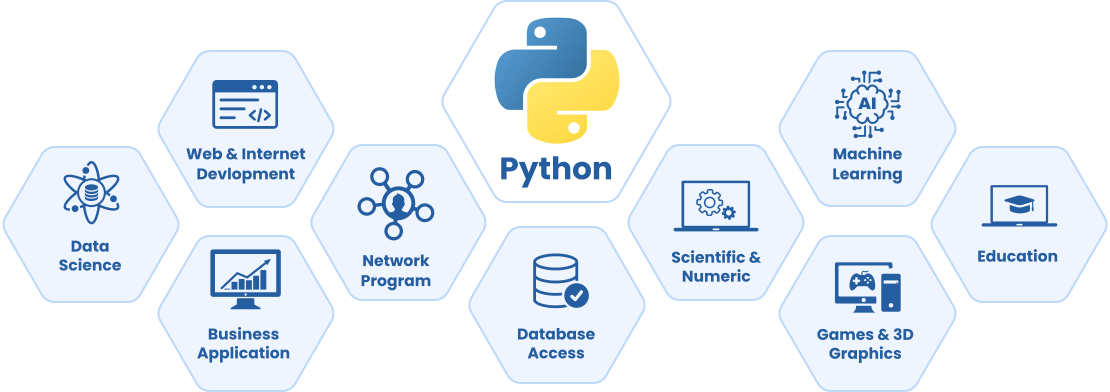 Python
Web & Internet
Devlopment
AI
Machine
Learning
Data
Science
Network
Program
Scientific &
Numeric
Education
Business
Application
Database
Access
Games & 3D
Graphics